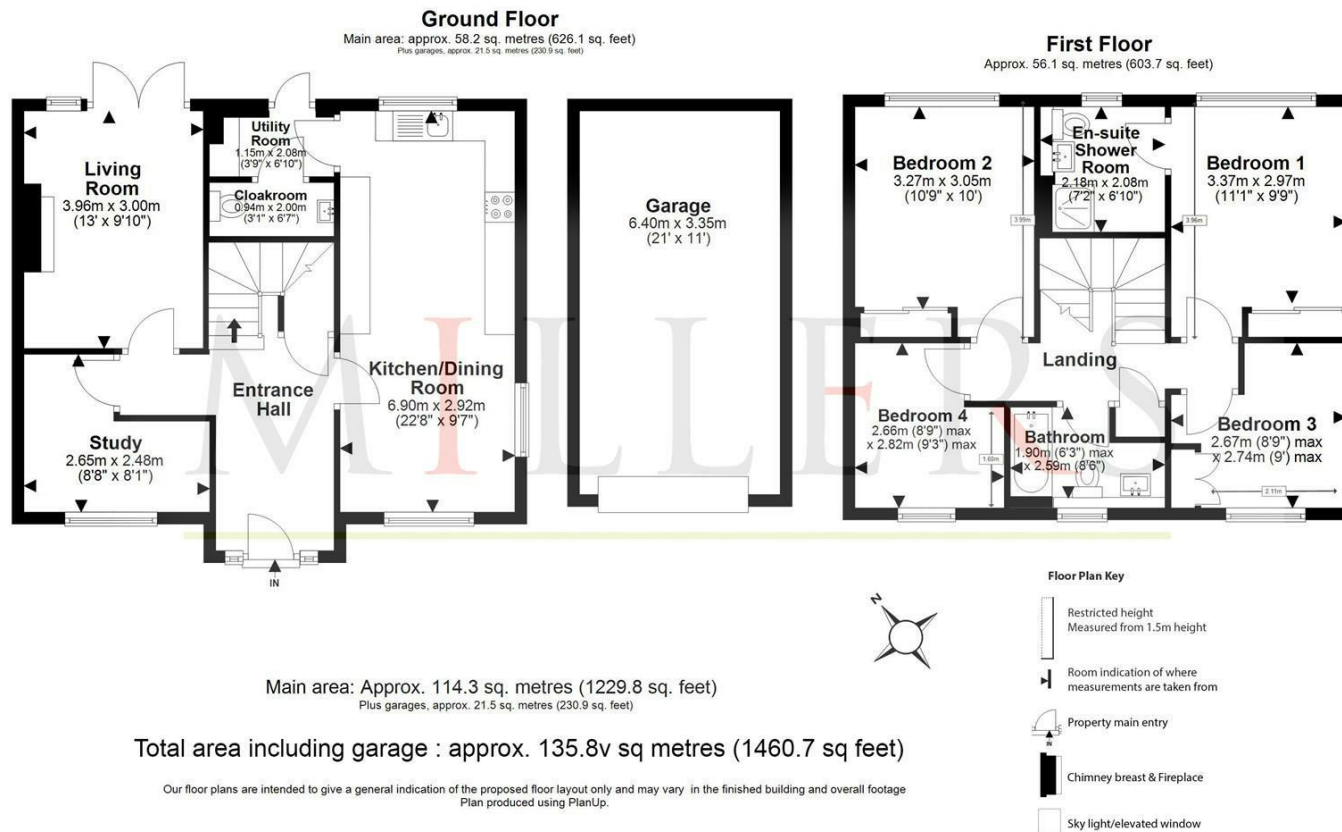 Ground Floor
Main area: approx. 58.2 sq. metres (626.1 sq. feet)
Plus garages, approx. 21.5 sq. metres (230.9 sq. feet)
First Floor
Approx. 56.1 sq. metres (603.7 sq. feet)
Living
Room
3.96m x 3.00m
(13' x 9'10")
Utility
Room
1.15m x 2.08m
(3'9" x 6'10")
Cloakroom
0.94m x 2.00m
(3'1" x 6'7")
Kitchen/Dining
Room
6.90m x 2.92m
(22'8" x 9'7")
Entrance
Hall
Study
2.65m x 2.48m
(8'8" x 8'1")
IN
Garage
6.40m x 3.35m
(21' x 11')
Bedroom 2
3.27m x 3.05m
(10'9" x 10')
3.99m
En-suite
Shower
Room
2.18m x 2.08m
(7'2" x 6'10")
Bedroom 1
3.37m x 2.97m
(11'1" x 9'9")
3.96m
Landing
Bedroom 4
2.66m (8'9") max
x 2.82m (9'3") max
1.60m
Bathroom
1.90m (6'3") max
x 2.59m (8'6")
Bedroom 3
2.67m (8'9") max
x 2.74m (9') max
2.11m
MILLERS
N
Floor Plan Key
Restricted height
Measured from 1.5m height
Room indication of where
measurements are taken from
Property main entry
IN
Chimney breast & Fireplace
Sky light/elevated window
Main area: Approx. 114.3 sq. metres (1229.8 sq. feet)
Plus garages, approx. 21.5 sq. metres (230.9 sq. feet)
Total area including garage : approx. 135.8v sq metres (1460.7 sq feet)
Our floor plans are intended to give a general indication of the proposed floor layout only and may vary in the finished building and overall footage
Plan produced using PlanUp.